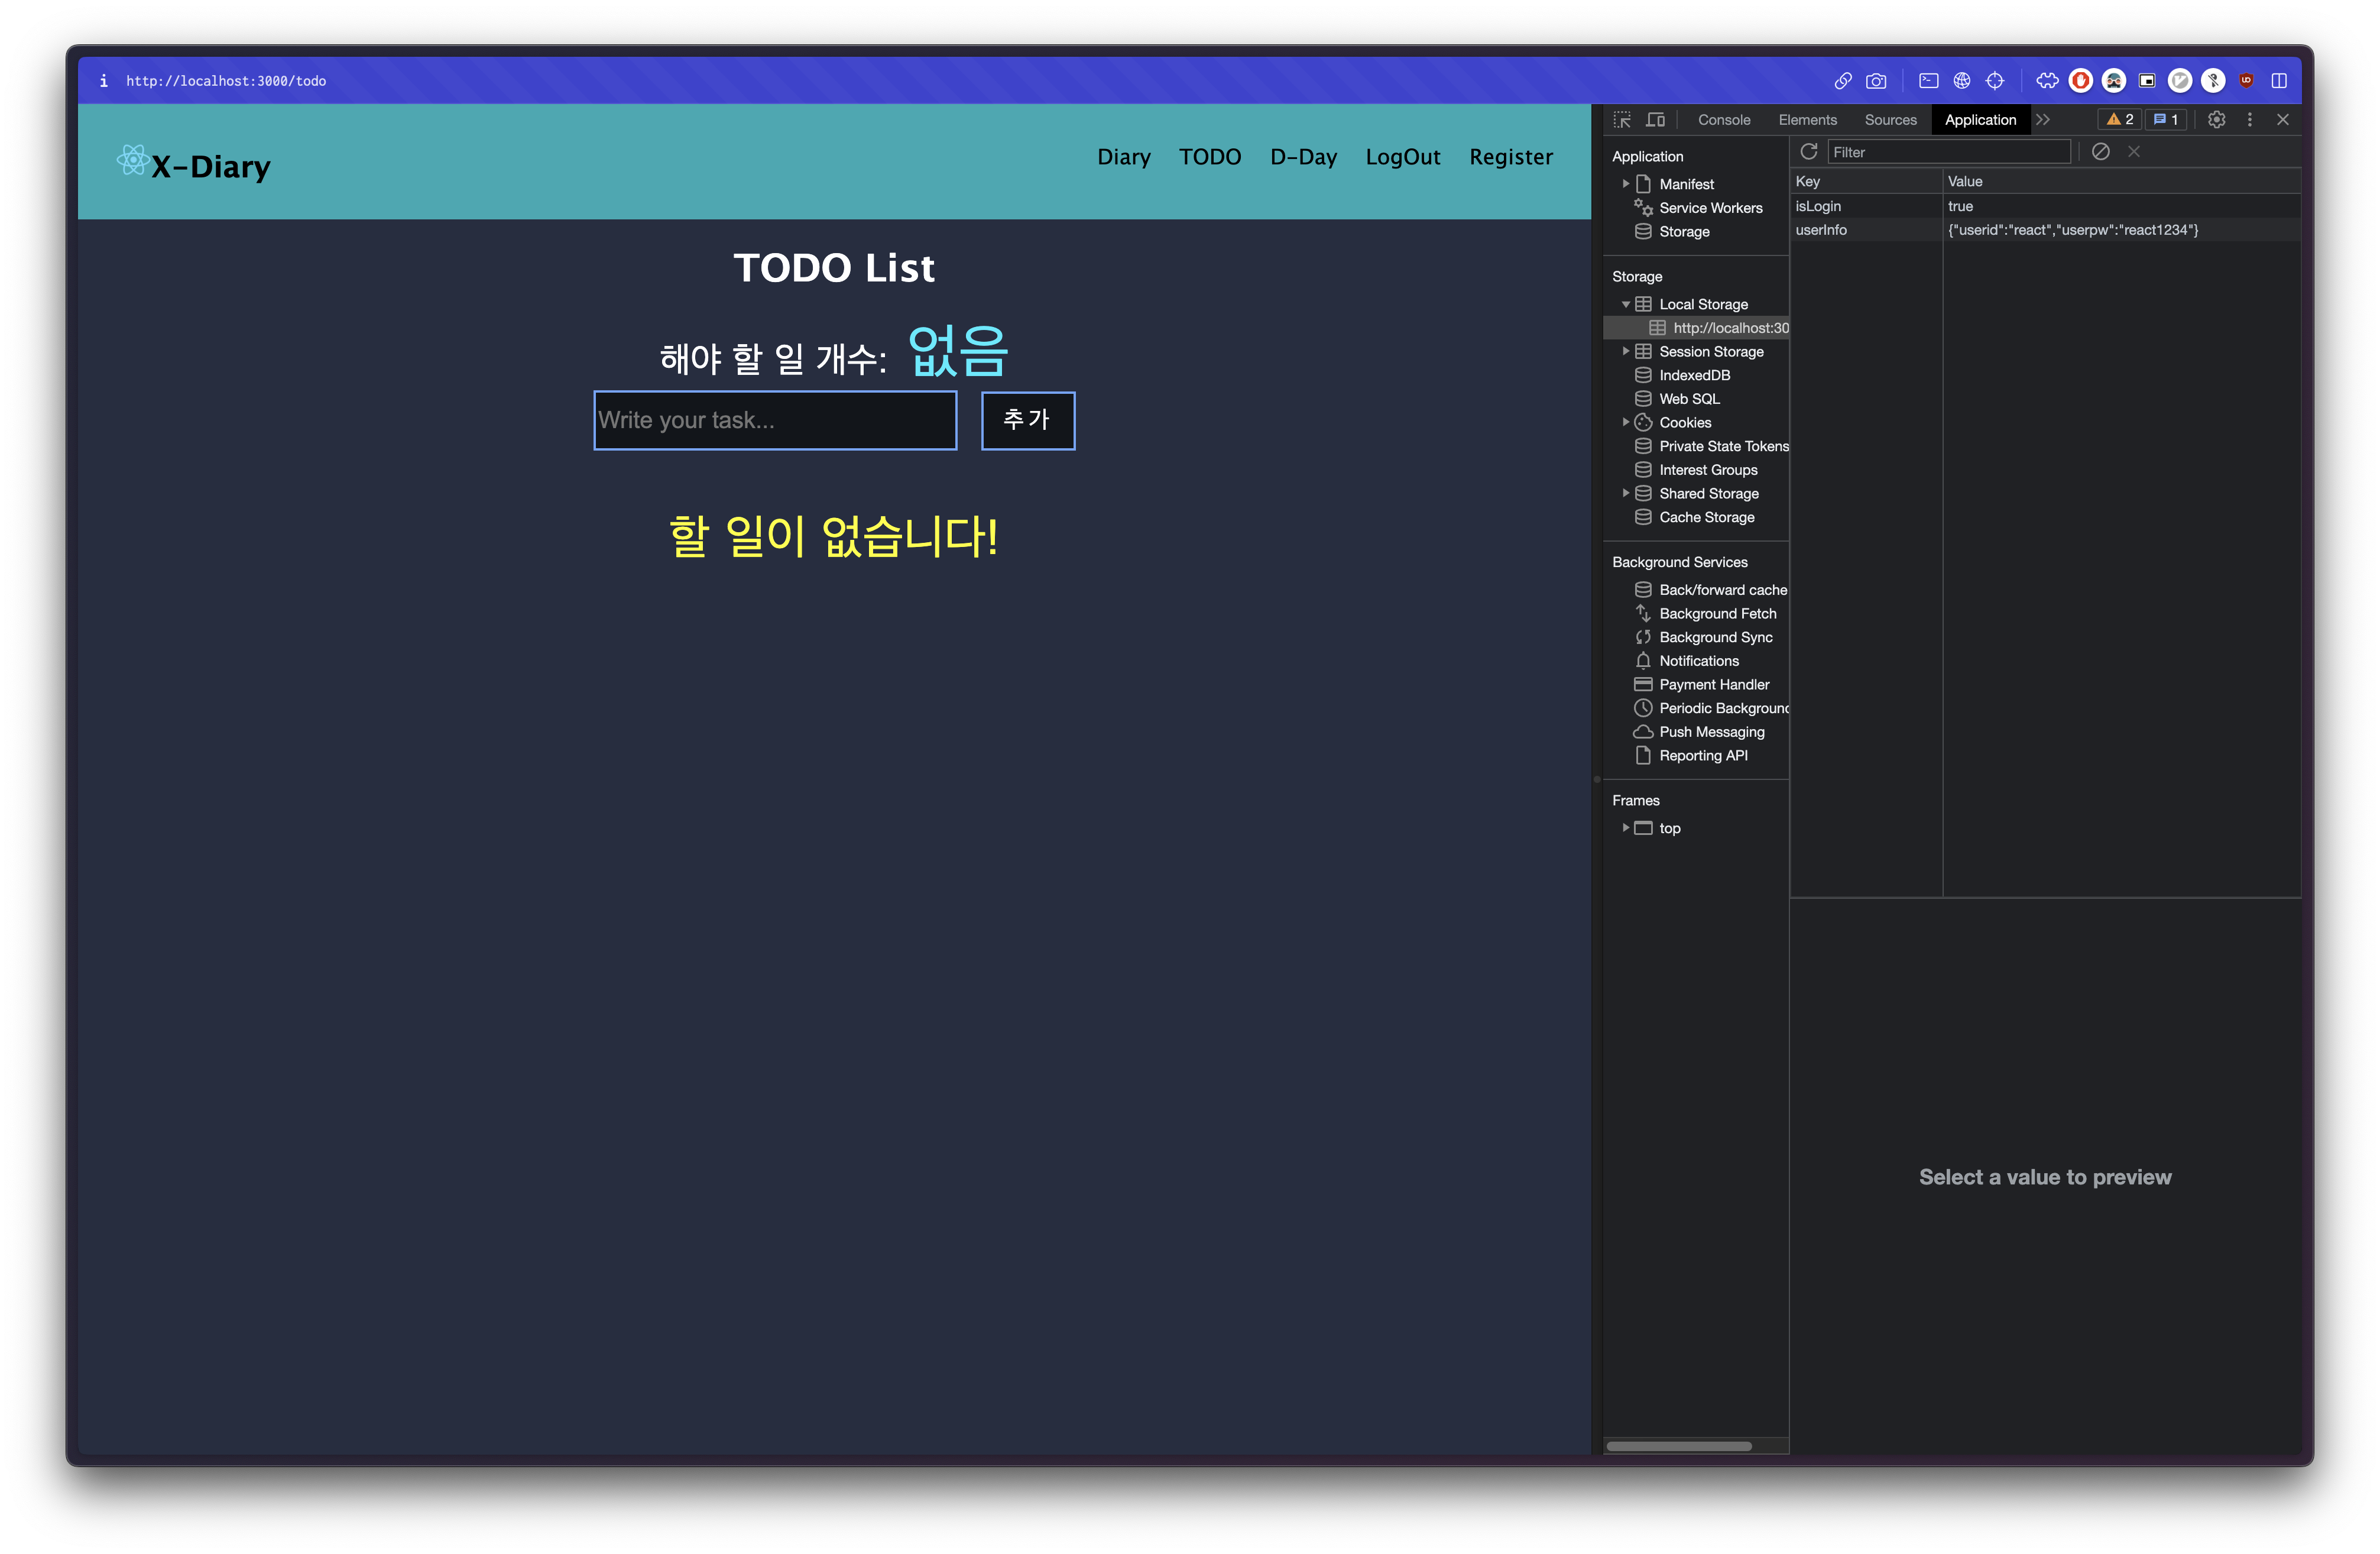 i http://localhost:3000/todo
X-Diary
Diary TODO D-Day LogOut Register
TODO List
해야 할 일 개수: 없음
Write your task...
추가
할 일이 없습니다!
Console Elements Sources Application 2 1
Application
Manifest
Service Workers
Storage
Storage
Local Storage
http://localhost:30
Session Storage
IndexedDB
Web SQL
Cookies
Private State Tokens
Interest Groups
Shared Storage
Cache Storage
Background Services
Back/forward cache
Background Fetch
Background Sync
Notifications
Payment Handler
Periodic Background
Push Messaging
Reporting API
Frames
top
Filter
Key Value
isLogin true
userInfo {"userid":"react","userpw":"react1234"}
Select a value to preview